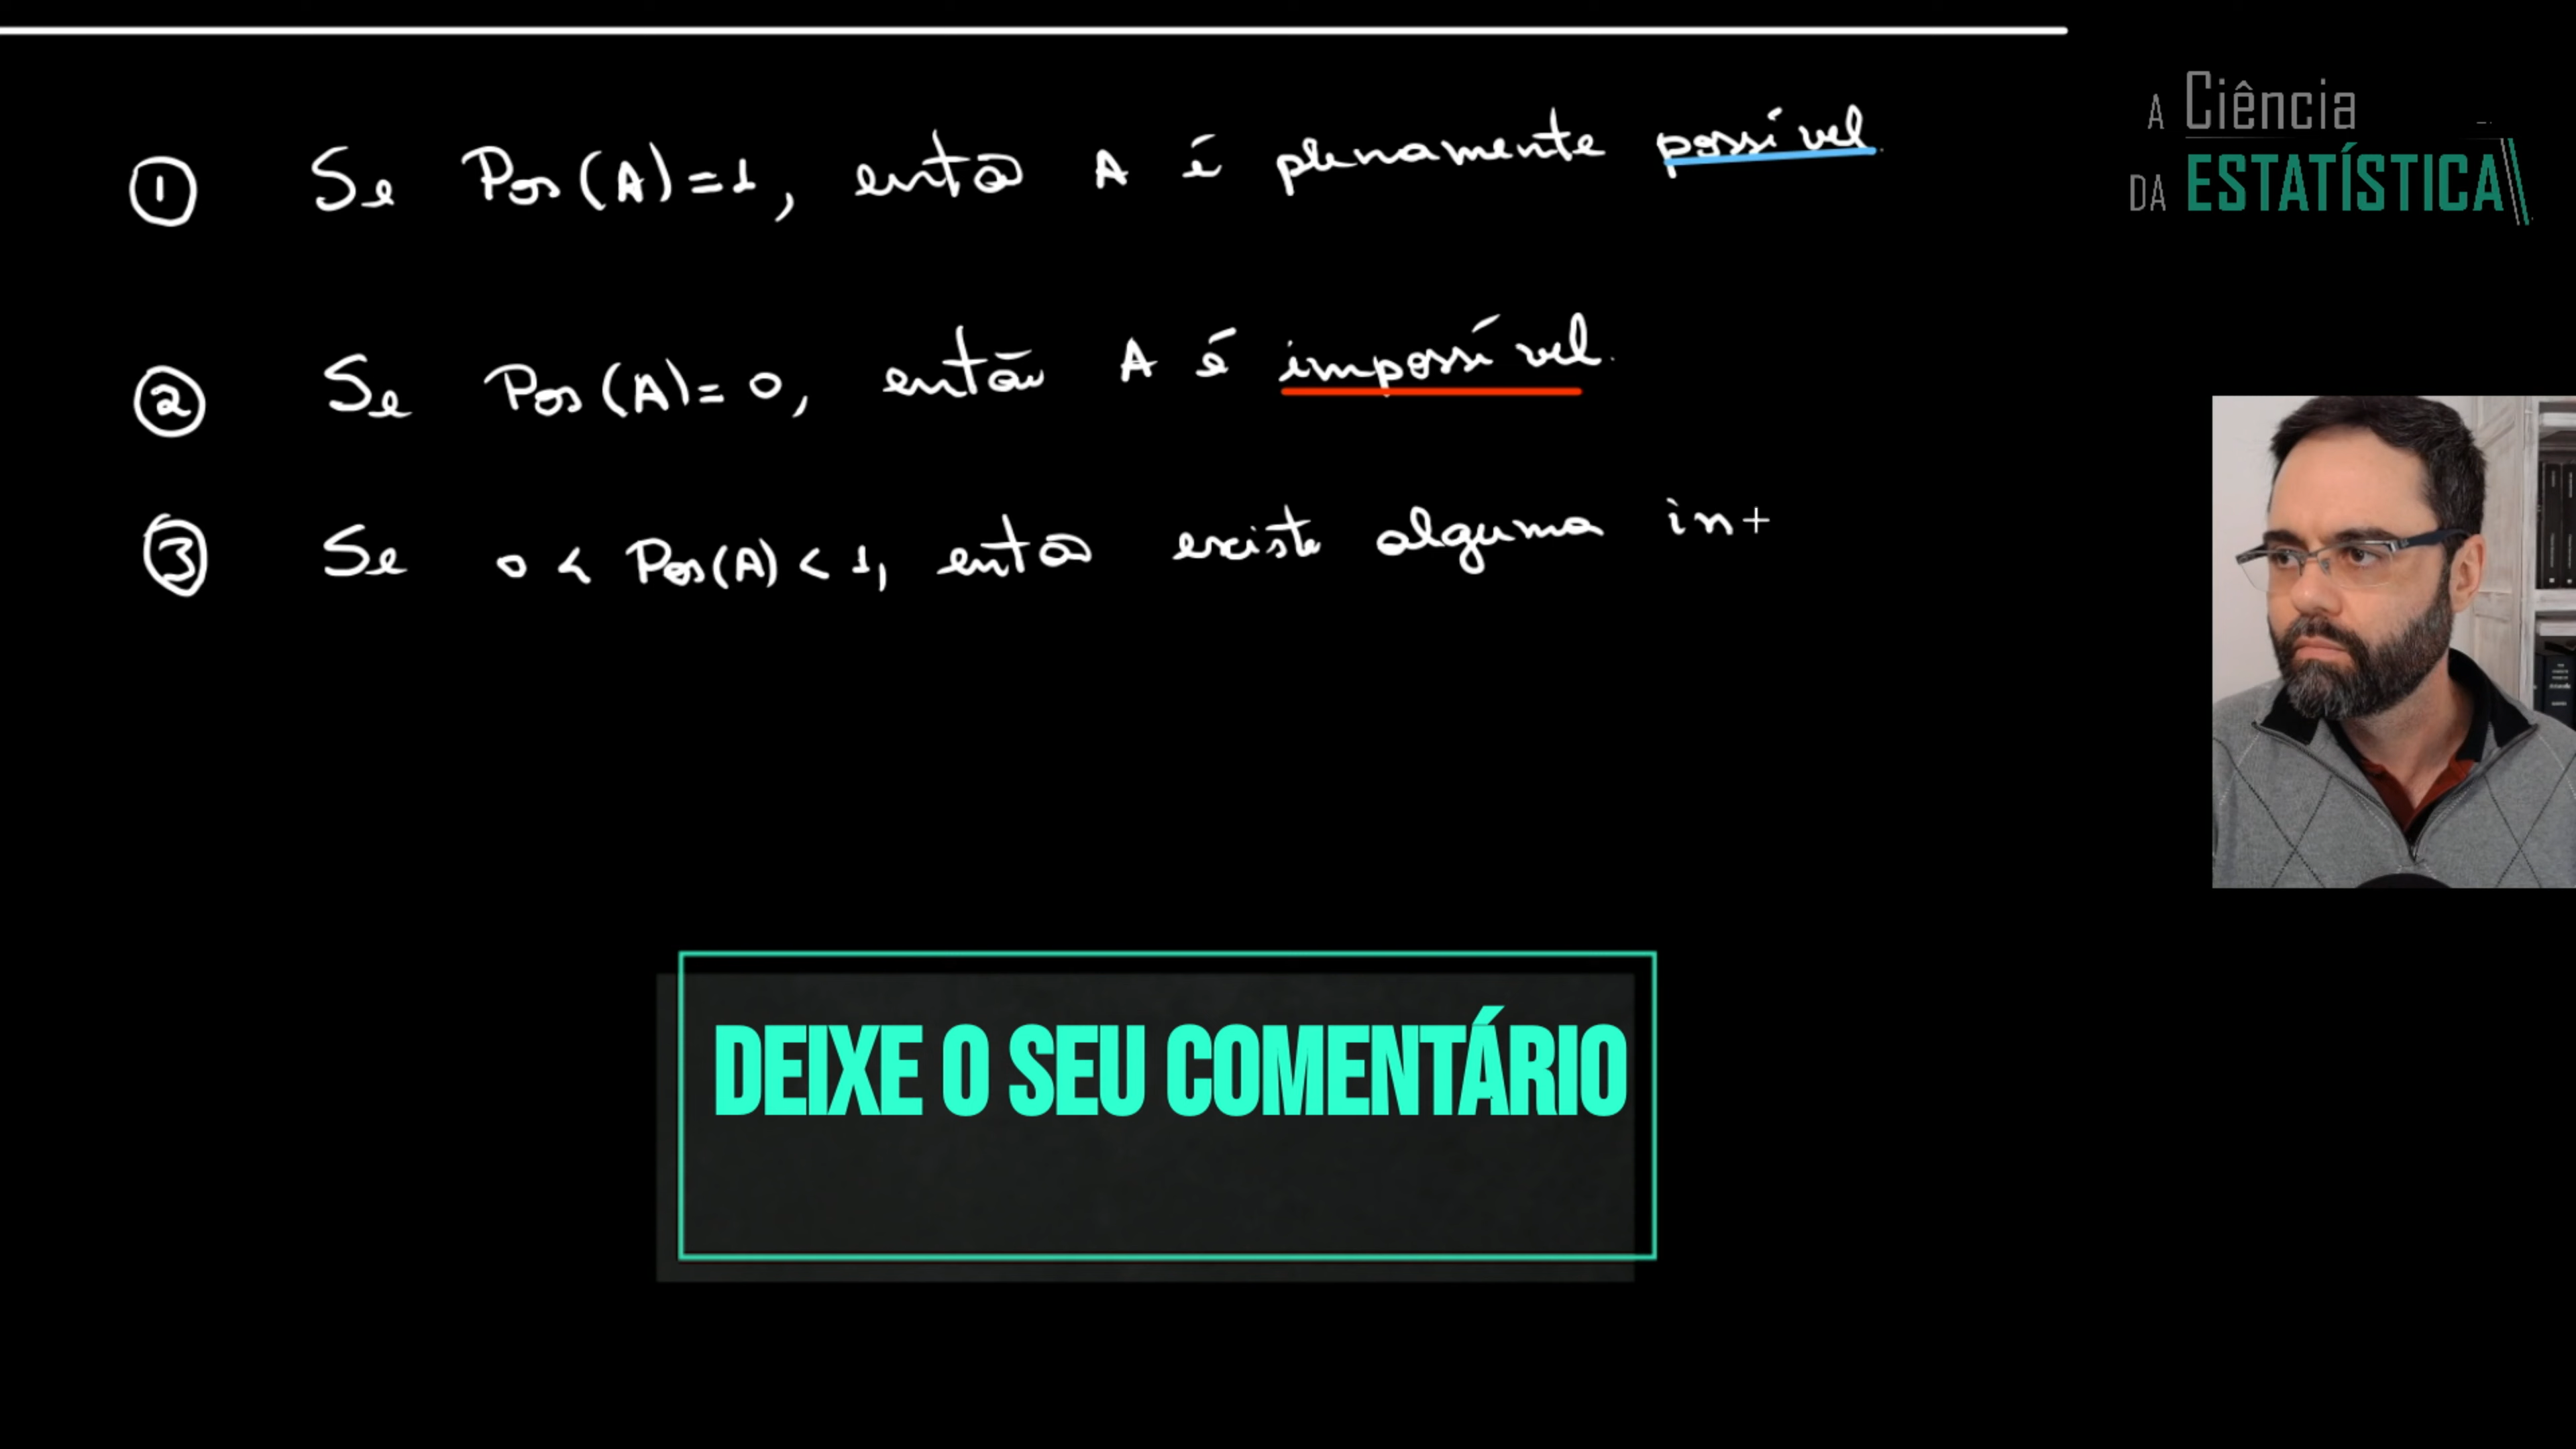 A Ciência
DA ESTATÍSTICA
① Se Pos(A)=1, então A é plenamente possível.
② Se Pos(A)=0, então A é impossível.
③ Se 0 < Pos(A) < 1, então existe alguma in
DEIXE O SEU COMENTÁRIO